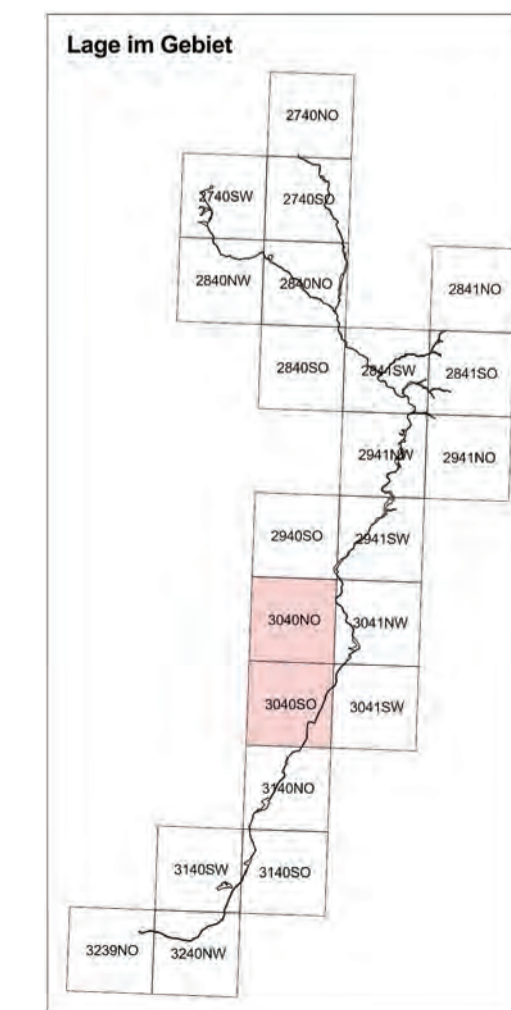 Lage im Gebiet
2740NO
2740SW 2740SO
2840NW 2840NO 2841NO
2840SO 2841SW 2841SO
2941NW 2941NO
2940SO 2941SW
3040NO 3041NW
3040SO 3041SW
3140NO
3140SW 3140SO
3239NO 3240NW